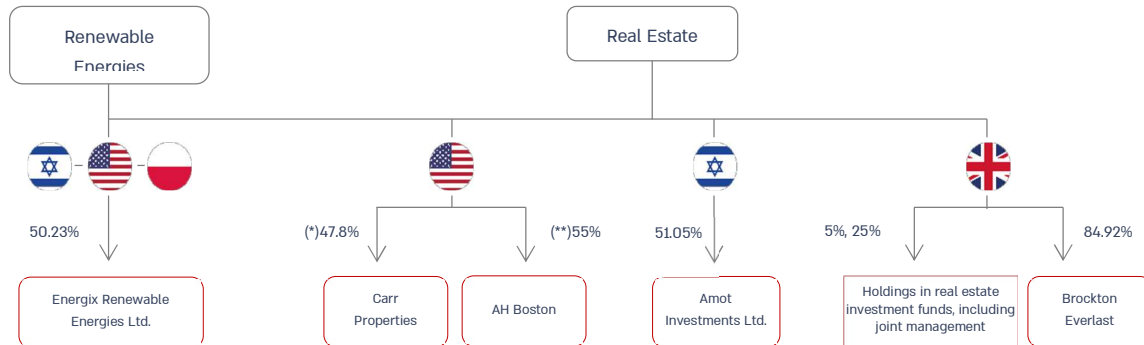 Renewable
Energies
Real Estate
50.23%
(*)47.8%
(**)55%
51.05%
5%, 25%
84.92%
Energix Renewable
Energies Ltd.
Carr
Properties
AH Boston
Amot
Investments Ltd.
Holdings in real estate
investment funds, including
joint management
Brockton
Everlast